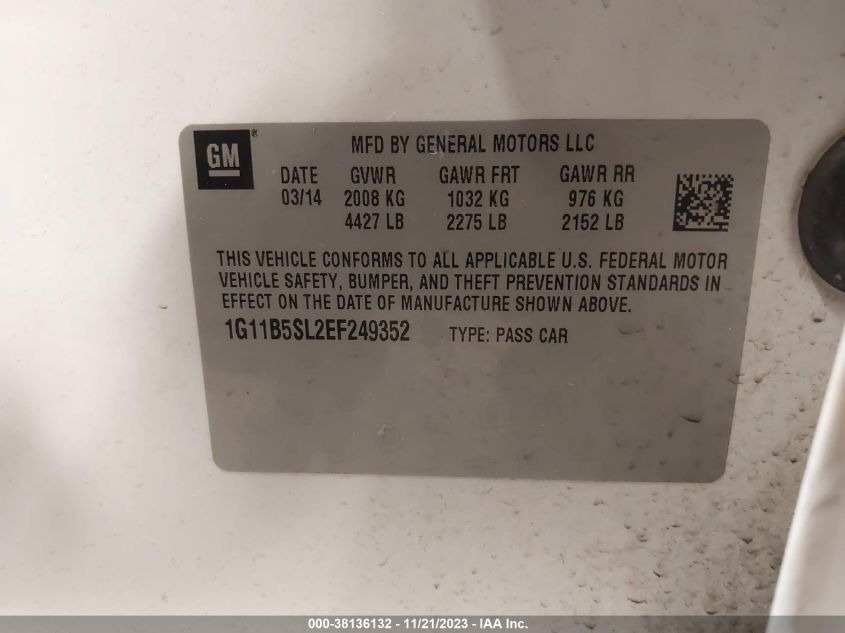 GM®
MFD BY GENERAL MOTORS LLC
DATE GVWR GAWR FRT GAWR RR
03/14 2008 KG 1032 KG 976 KG
4427 LB 2275 LB 2152 LB
THIS VEHICLE CONFORMS TO ALL APPLICABLE U.S. FEDERAL MOTOR
VEHICLE SAFETY, BUMPER, AND THEFT PREVENTION STANDARDS IN
EFFECT ON THE DATE OF MANUFACTURE SHOWN ABOVE.
1G11B5SL2EF249352 TYPE: PASS CAR
000-38136132 - 11/21/2023 - IAA Inc.